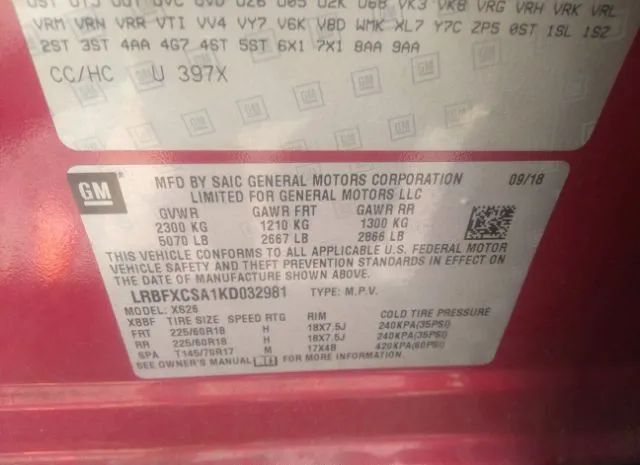 VRM VRN VRR VTI VV4 VY7 V6K V8D WMK XL7 Y7C ZP5 0ST 1SL 1SZ
2ST 3ST 4AA 4G7 4ST 5ST 6X1 7X1 8AA 9AA
CC/HC U 397X
GM
MFD BY SAIC GENERAL MOTORS CORPORATION 09/18
LIMITED FOR GENERAL MOTORS LLC
GVWR GAWR FRT GAWR RR
2300 KG 1210 KG 1300 KG
5070 LB 2667 LB 2866 LB
THIS VEHICLE CONFORMS TO ALL APPLICABLE U.S. FEDERAL MOTOR
VEHICLE SAFETY AND THEFT PREVENTION STANDARDS IN EFFECT ON
THE DATE OF MANUFACTURE SHOWN ABOVE.
LRBFXCSA1KD032981 TYPE: M.P.V.
MODEL: XS26
XBBF TIRE SIZE SPEED RTG RIM COLD TIRE PRESSURE
FRT 225/60R18 H 18X7.5J 240KPA(35PSI)
RR 225/60R18 H 18X7.5J 240KPA(35PSI)
SPA T145/70R17 M 17X4B 420KPA(60PSI)
SEE OWNER'S MANUAL FOR MORE INFORMATION.